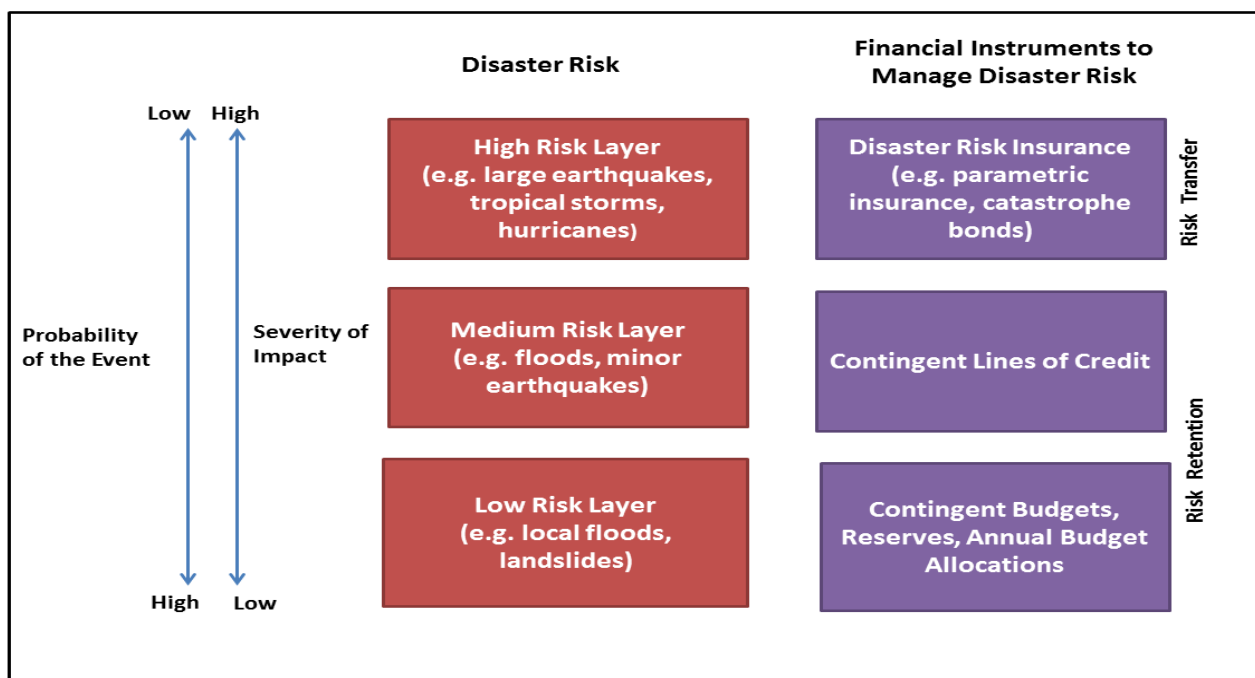 Disaster Risk
Financial Instruments to
Manage Disaster Risk
Low
High
Probability
of the Event
Severity of
Impact
High
Low
High Risk Layer
(e.g. large earthquakes,
tropical storms,
hurricanes)
Disaster Risk Insurance
(e.g. parametric
insurance, catastrophe
bonds)
Risk Transfer
Medium Risk Layer
(e.g. floods, minor
earthquakes)
Contingent Lines of Credit
Low Risk Layer
(e.g. local floods,
landslides)
Contingent Budgets,
Reserves, Annual Budget
Allocations
Risk Retention